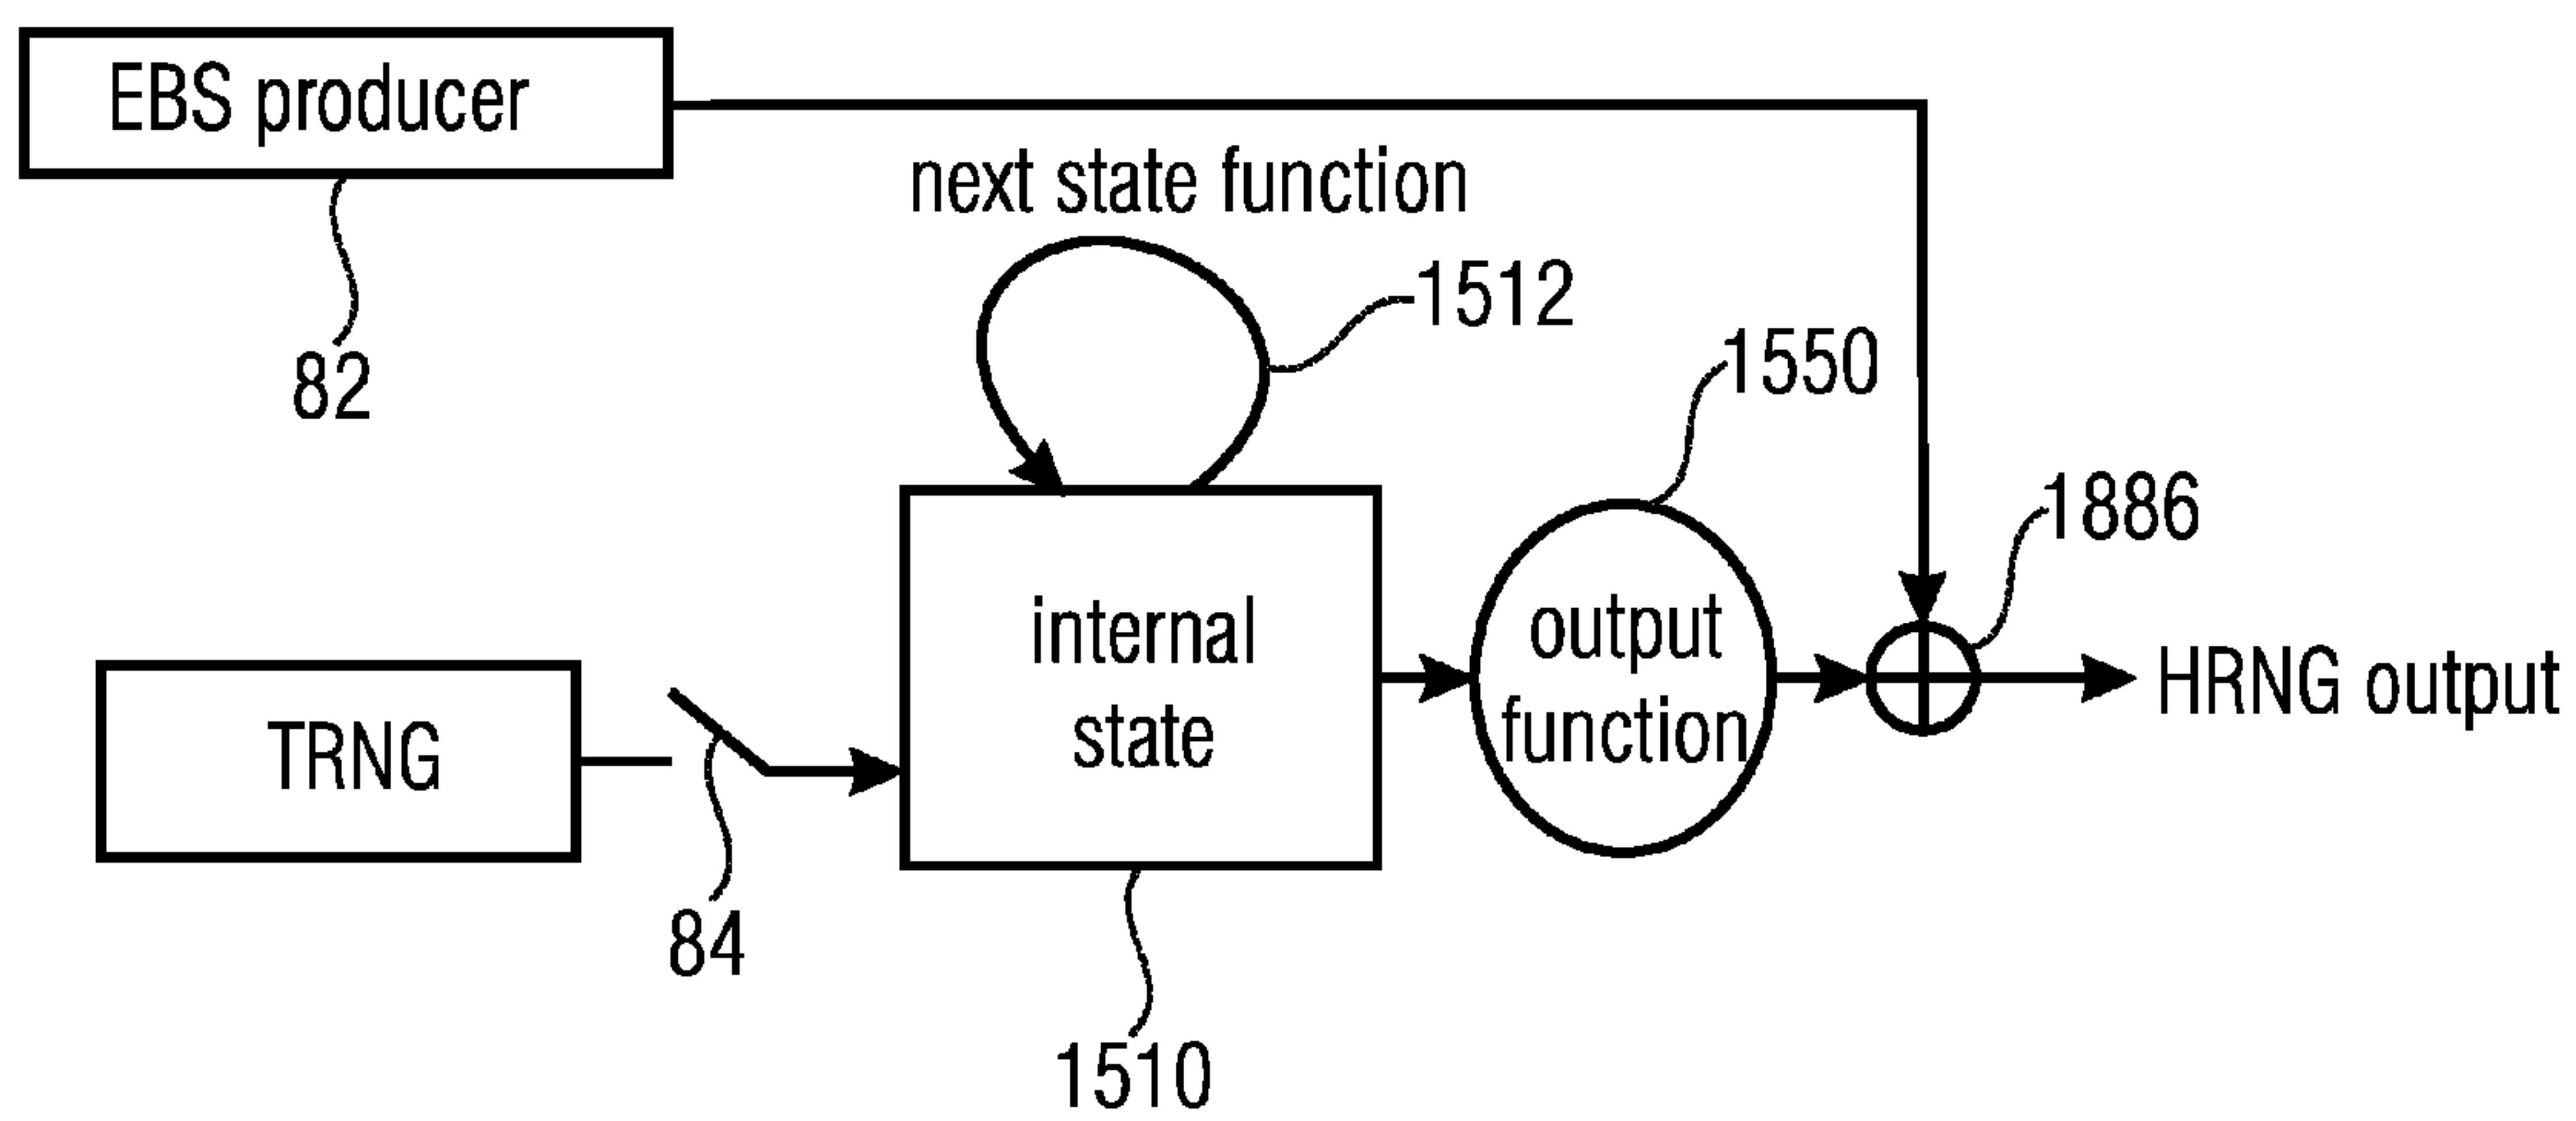 EBS producer
82
next state function
1512
1550
1886
TRNG
84
internal
state
1510
output
function
HRNG output